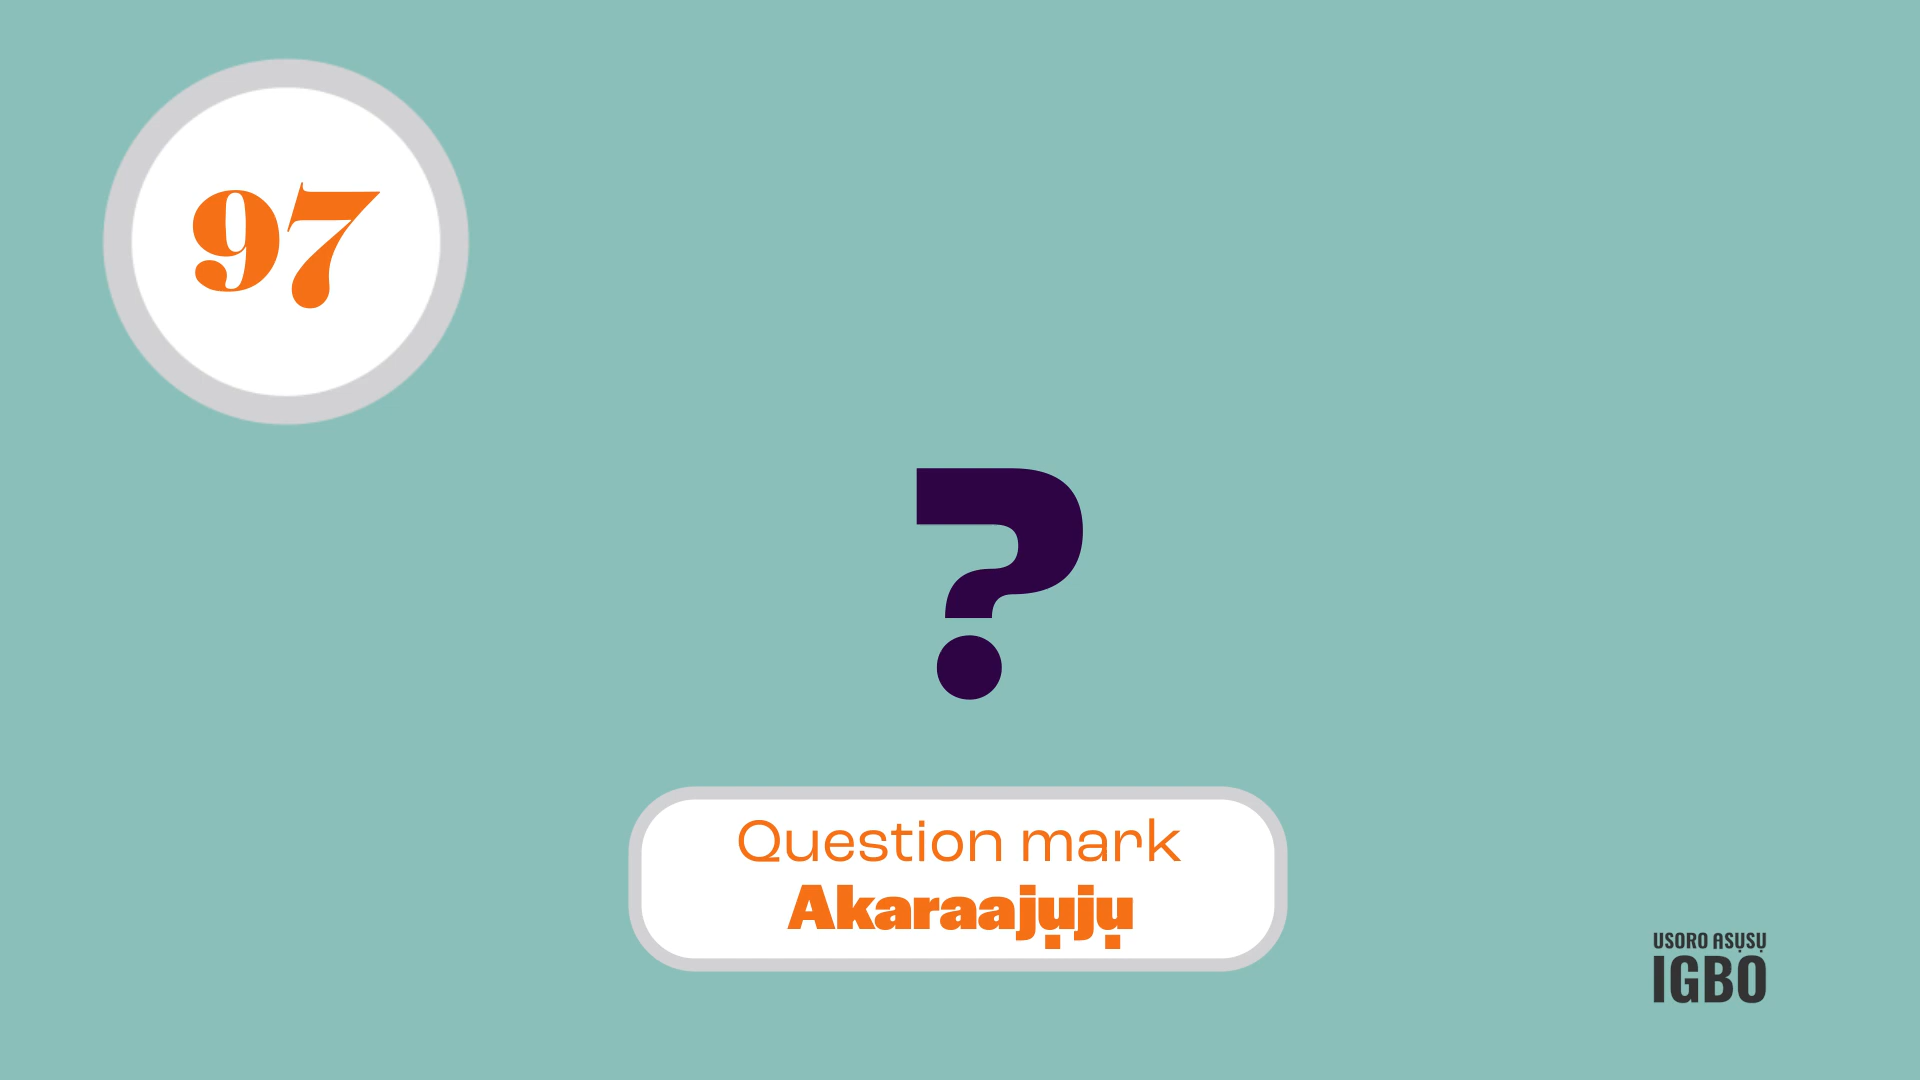 97
?
Question mark
Akaraajụjụ
USORO ASỤSỤ
IGBO